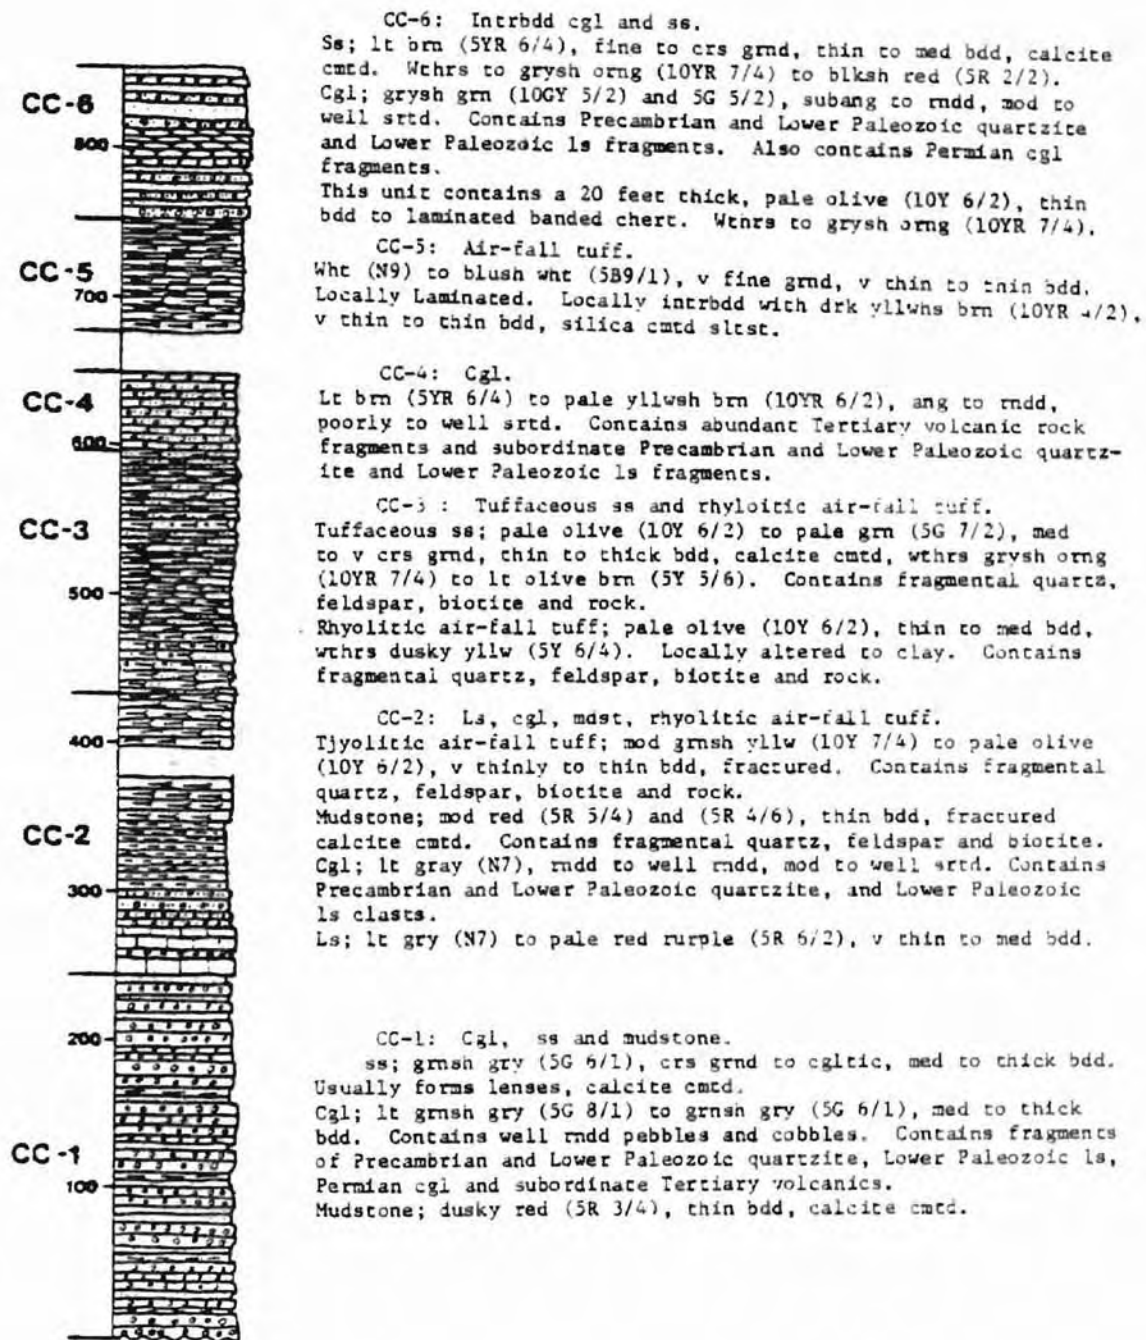 CC-6: Intrbdd cgl and ss.
Ss; lt brn (5YR 6/4), fine to crs grnd, thin to med bdd, calcite
cmtd. Wthrs to grysh orng (10YR 7/4) to blksh red (5R 2/2).
Cgl; grysh grn (10GY 5/2) and 5G 5/2), subang to rndd, mod to
well srtd. Contains Precambrian and Lower Paleozoic quartzite
and Lower Paleozoic ls fragments. Also contains Permian cgl
fragments.
This unit contains a 20 feet thick, pale olive (10Y 6/2), thin
bdd to laminated banded chert. Wthrs to grysh orng (10YR 7/4).
CC-5: Air-fall tuff.
Wht (N9) to blush wht (5B9/1), v fine grnd, v thin to thin bdd.
Locally Laminated. Locally intrbdd with drk yllwhs brn (10YR 4/2),
v thin to thin bdd, silica cmtd sltst.
CC-4: Cgl.
Lt brn (5YR 6/4) to pale yllwsh brn (10YR 6/2), ang to rndd,
poorly to well srtd. Contains abundant Tertiary volcanic rock
fragments and subordinate Precambrian and Lower Paleozoic quartz-
ite and Lower Paleozoic ls fragments.
CC-3 : Tuffaceous ss and rhyloitic air-fall tuff.
Tuffaceous ss; pale olive (10Y 6/2) to pale grn (5G 7/2), med
to v crs grnd, thin to thick bdd, calcite cmtd, wthrs grysh orng
(10YR 7/4) to lt olive brn (5Y 5/6). Contains fragmental quartz,
feldspar, biotite and rock.
Rhyolitic air-fall tuff; pale olive (10Y 6/2), thin to med bdd,
wthrs dusky yllw (5Y 6/4). Locally altered to clay. Contains
fragmental quartz, feldspar, biotite and rock.
CC-2: Ls, cgl, mdst, rhyolitic air-fall tuff.
Tjyolitic air-fall tuff; mod grnsh yllw (10Y 7/4) to pale olive
(10Y 6/2), v thinly to thin bdd, fractured. Contains fragmental
quartz, feldspar, biotite and rock.
Mudstone; mod red (5R 5/4) and (5R 4/6), thin bdd, fractured
calcite cmtd. Contains fragmental quartz, feldspar and biotite.
Cgl; lt gray (N7), rndd to well rndd, mod to well srtd. Contains
Precambrian and Lower Paleozoic quartzite, and Lower Paleozoic
ls clasts.
Ls; lt gry (N7) to pale red rurple (5R 6/2), v thin to med bdd.
CC-1: Cgl, ss and mudstone.
ss; grnsh gry (5G 6/1), crs grnd to cgltic, med to thick bdd.
Usually forms lenses, calcite cmtd.
Cgl; lt grnsh gry (5G 8/1) to grnsh gry (5G 6/1), med to thick
bdd. Contains well rndd pebbles and cobbles. Contains fragments
of Precambrian and Lower Paleozoic quartzite, Lower Paleozoic ls,
Permian cgl and subordinate Tertiary volcanics.
Mudstone; dusky red (5R 3/4), thin bdd, calcite cmtd.
CC-6
800
CC-5
700
CC-4
600
CC-3
500
400
CC-2
300
200
CC-1
100